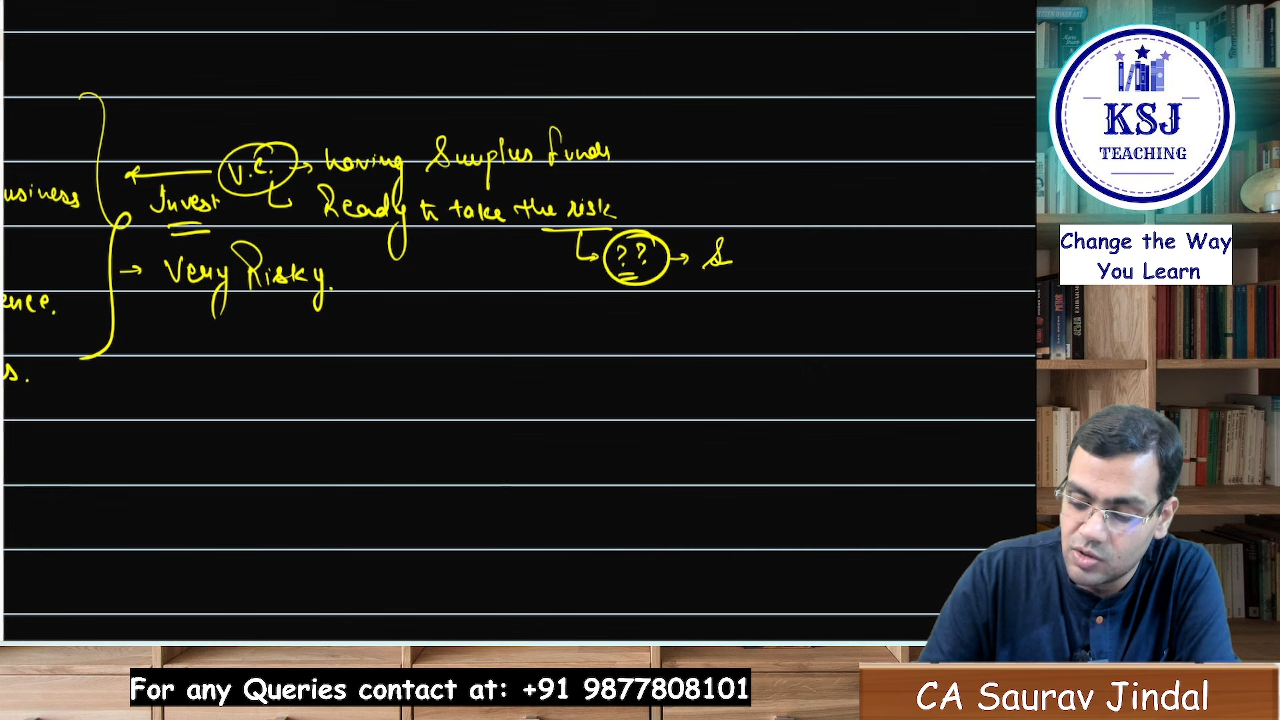 V.C. → having Surplus funds
usiness
Invest
Ready to take the risk
?? → S
→ Very Risky.
ence.
s.
KSJ
TEACHING
Change the Way
You Learn
For any Queries contact at: +91 9877808101
CA Saurav Jindal